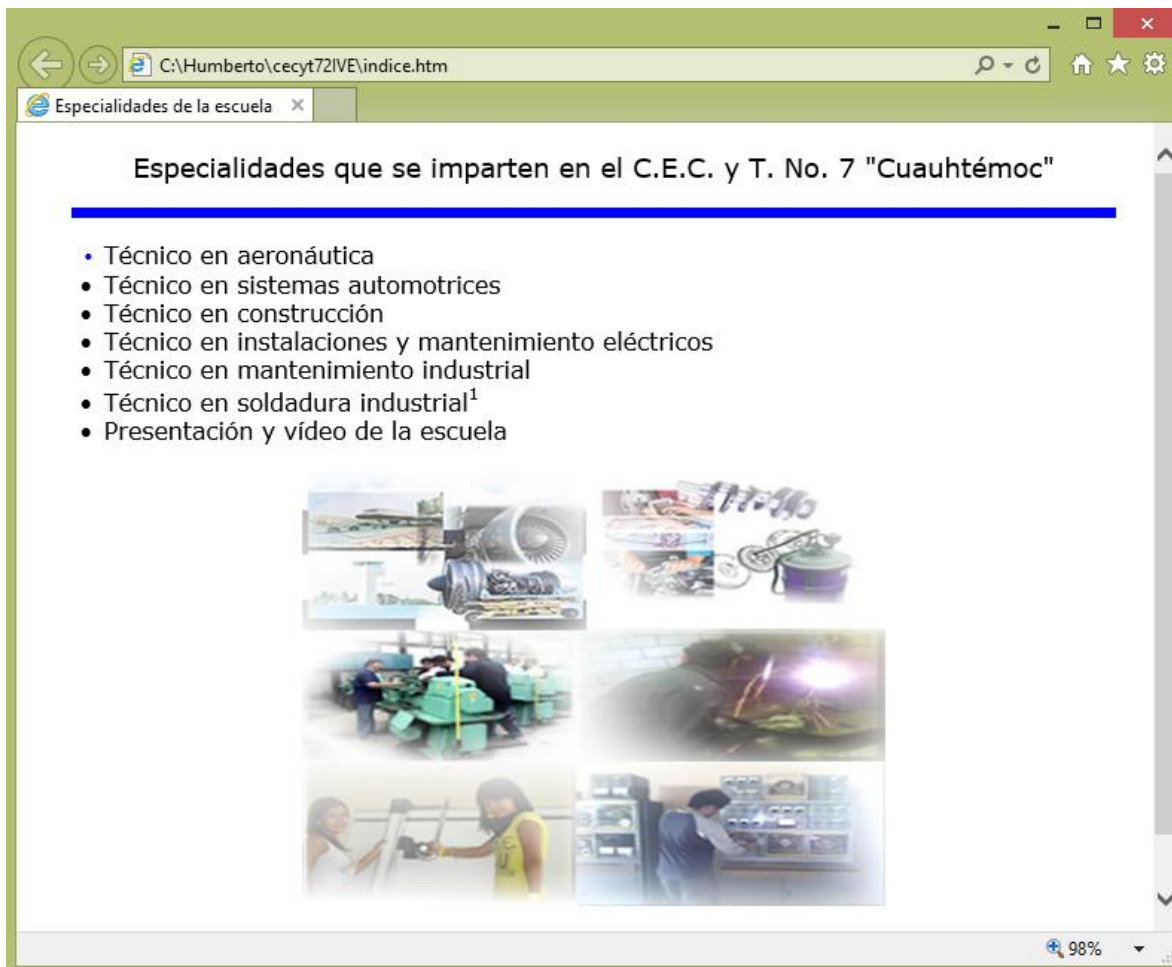 C:\Humberto\cecyt72IVE\indice.htm
Especialidades de la escuela
Especialidades que se imparten en el C.E.C. y T. No. 7 "Cuauhtémoc"
• Técnico en aeronáutica
• Técnico en sistemas automotrices
• Técnico en construcción
• Técnico en instalaciones y mantenimiento eléctricos
• Técnico en mantenimiento industrial
• Técnico en soldadura industrial¹
• Presentación y vídeo de la escuela
98%